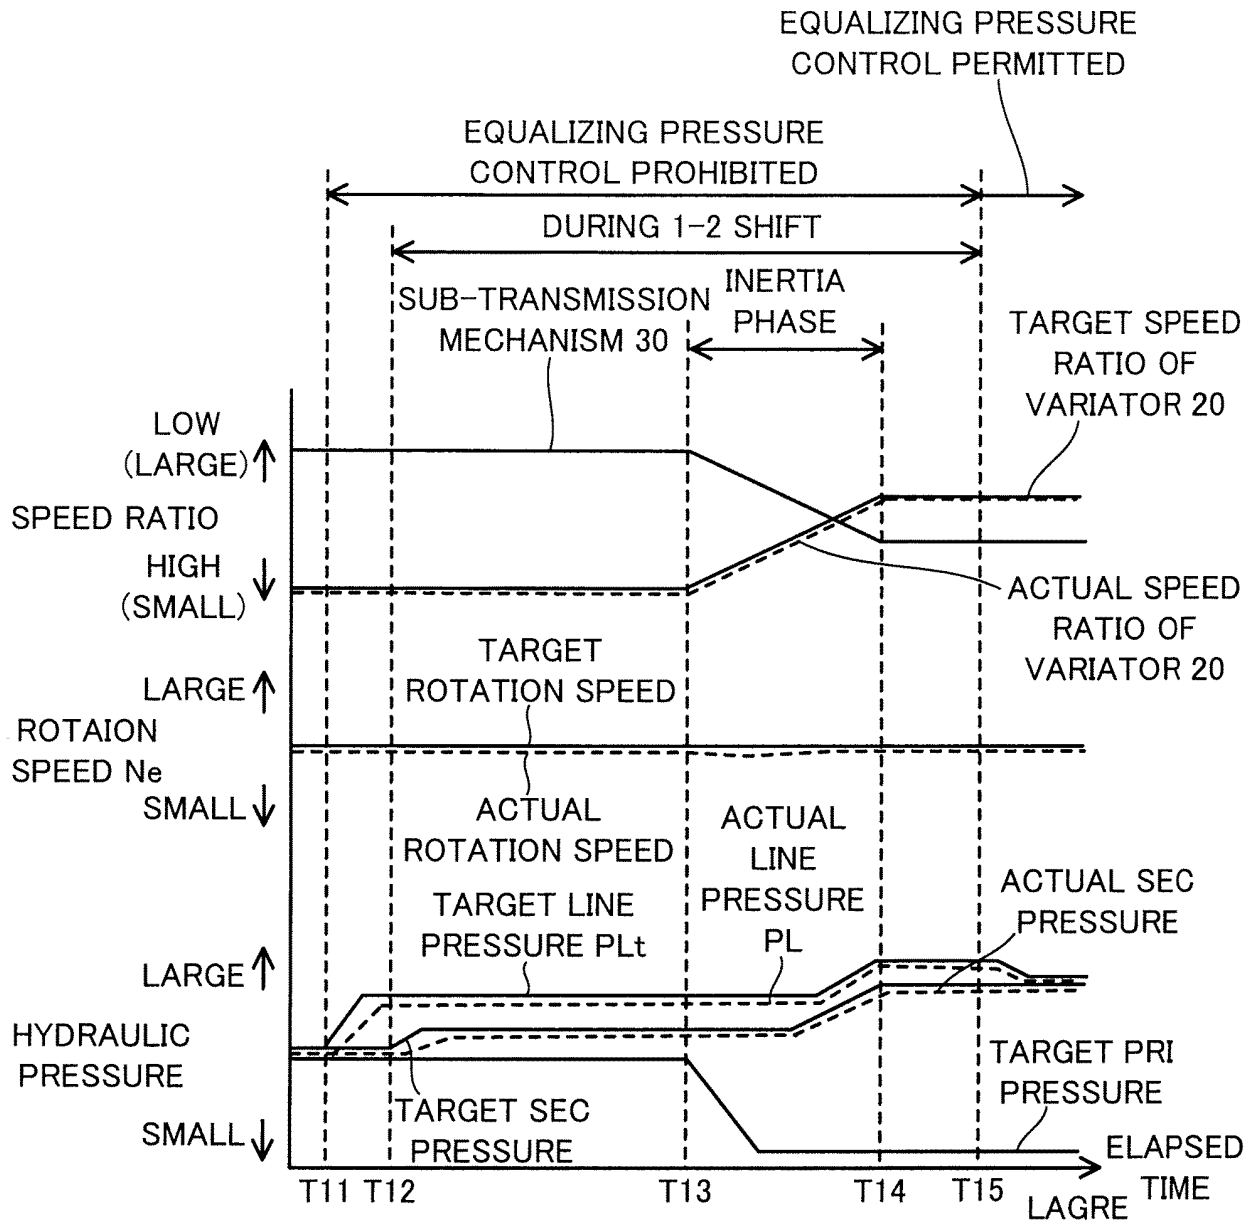 EQUALIZING PRESSURE
CONTROL PERMITTED
EQUALIZING PRESSURE
CONTROL PROHIBITED
DURING 1-2 SHIFT
INERTIA
PHASE
SUB-TRANSMISSION
MECHANISM 30
TARGET SPEED
RATIO OF
VARIATOR 20
LOW
(LARGE)
SPEED RATIO
HIGH
(SMALL)
ACTUAL SPEED
RATIO OF
VARIATOR 20
TARGET
ROTATION SPEED
LARGE
ROTAION
SPEED Ne
SMALL
ACTUAL
ROTATION SPEED
ACTUAL
LINE
PRESSURE
PL
TARGET LINE
PRESSURE PLt
ACTUAL SEC
PRESSURE
LARGE
HYDRAULIC
PRESSURE
SMALL
TARGET SEC
PRESSURE
TARGET PRI
PRESSURE
ELAPSED
TIME
T11 T12 T13 T14 T15
LAGRE